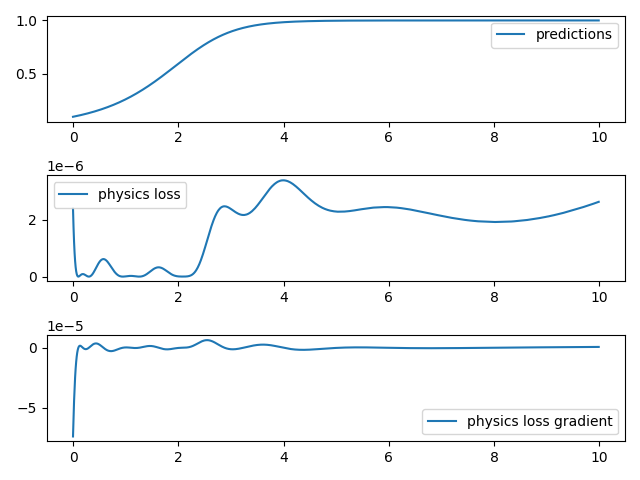 1.0
0.5
predictions
0 2 4 6 8 10
1e−6
2
0
physics loss
0 2 4 6 8 10
1e−5
0
−5
physics loss gradient
0 2 4 6 8 10